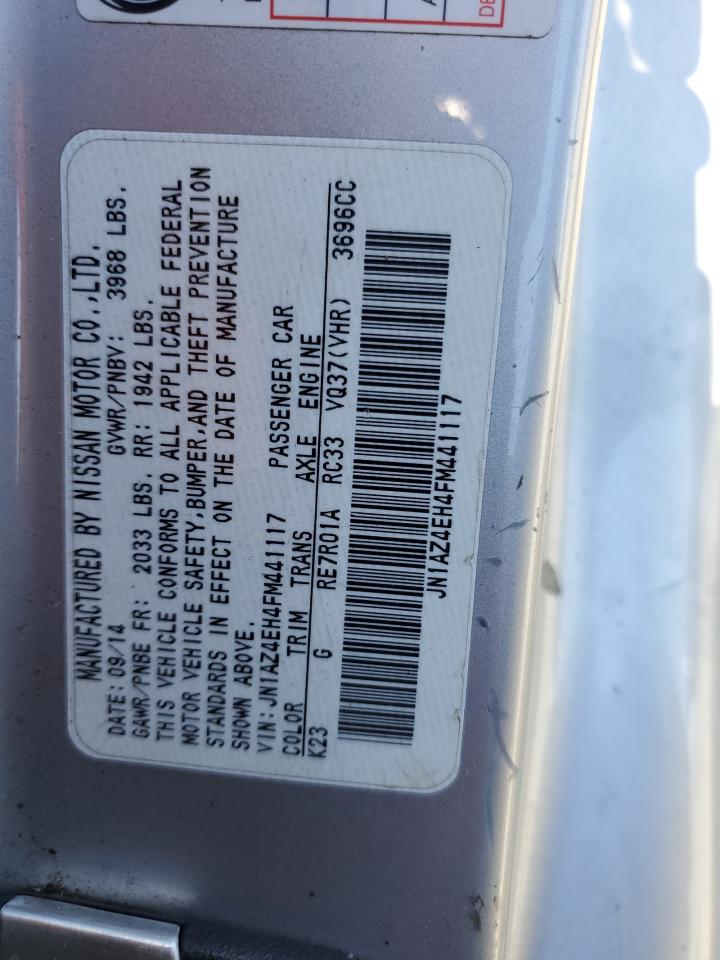 MANUFACTURED BY NISSAN MOTOR CO.,LTD.
DATE: 09/14 GVWR/PNBV: 3968 LBS.
GAWR/PNBE FR: 2033 LBS. RR: 1942 LBS.
THIS VEHICLE CONFORMS TO ALL APPLICABLE FEDERAL
MOTOR VEHICLE SAFETY,BUMPER,AND THEFT PREVENTION
STANDARDS IN EFFECT ON THE DATE OF MANUFACTURE
SHOWN ABOVE.
VIN:JN1AZ4EH4FM441117 PASSENGER CAR
COLOR TRIM TRANS AXLE ENGINE
K23 G RE7R01A RC33 VQ37(VHR) 3696CC
JN1AZ4EH4FM441117